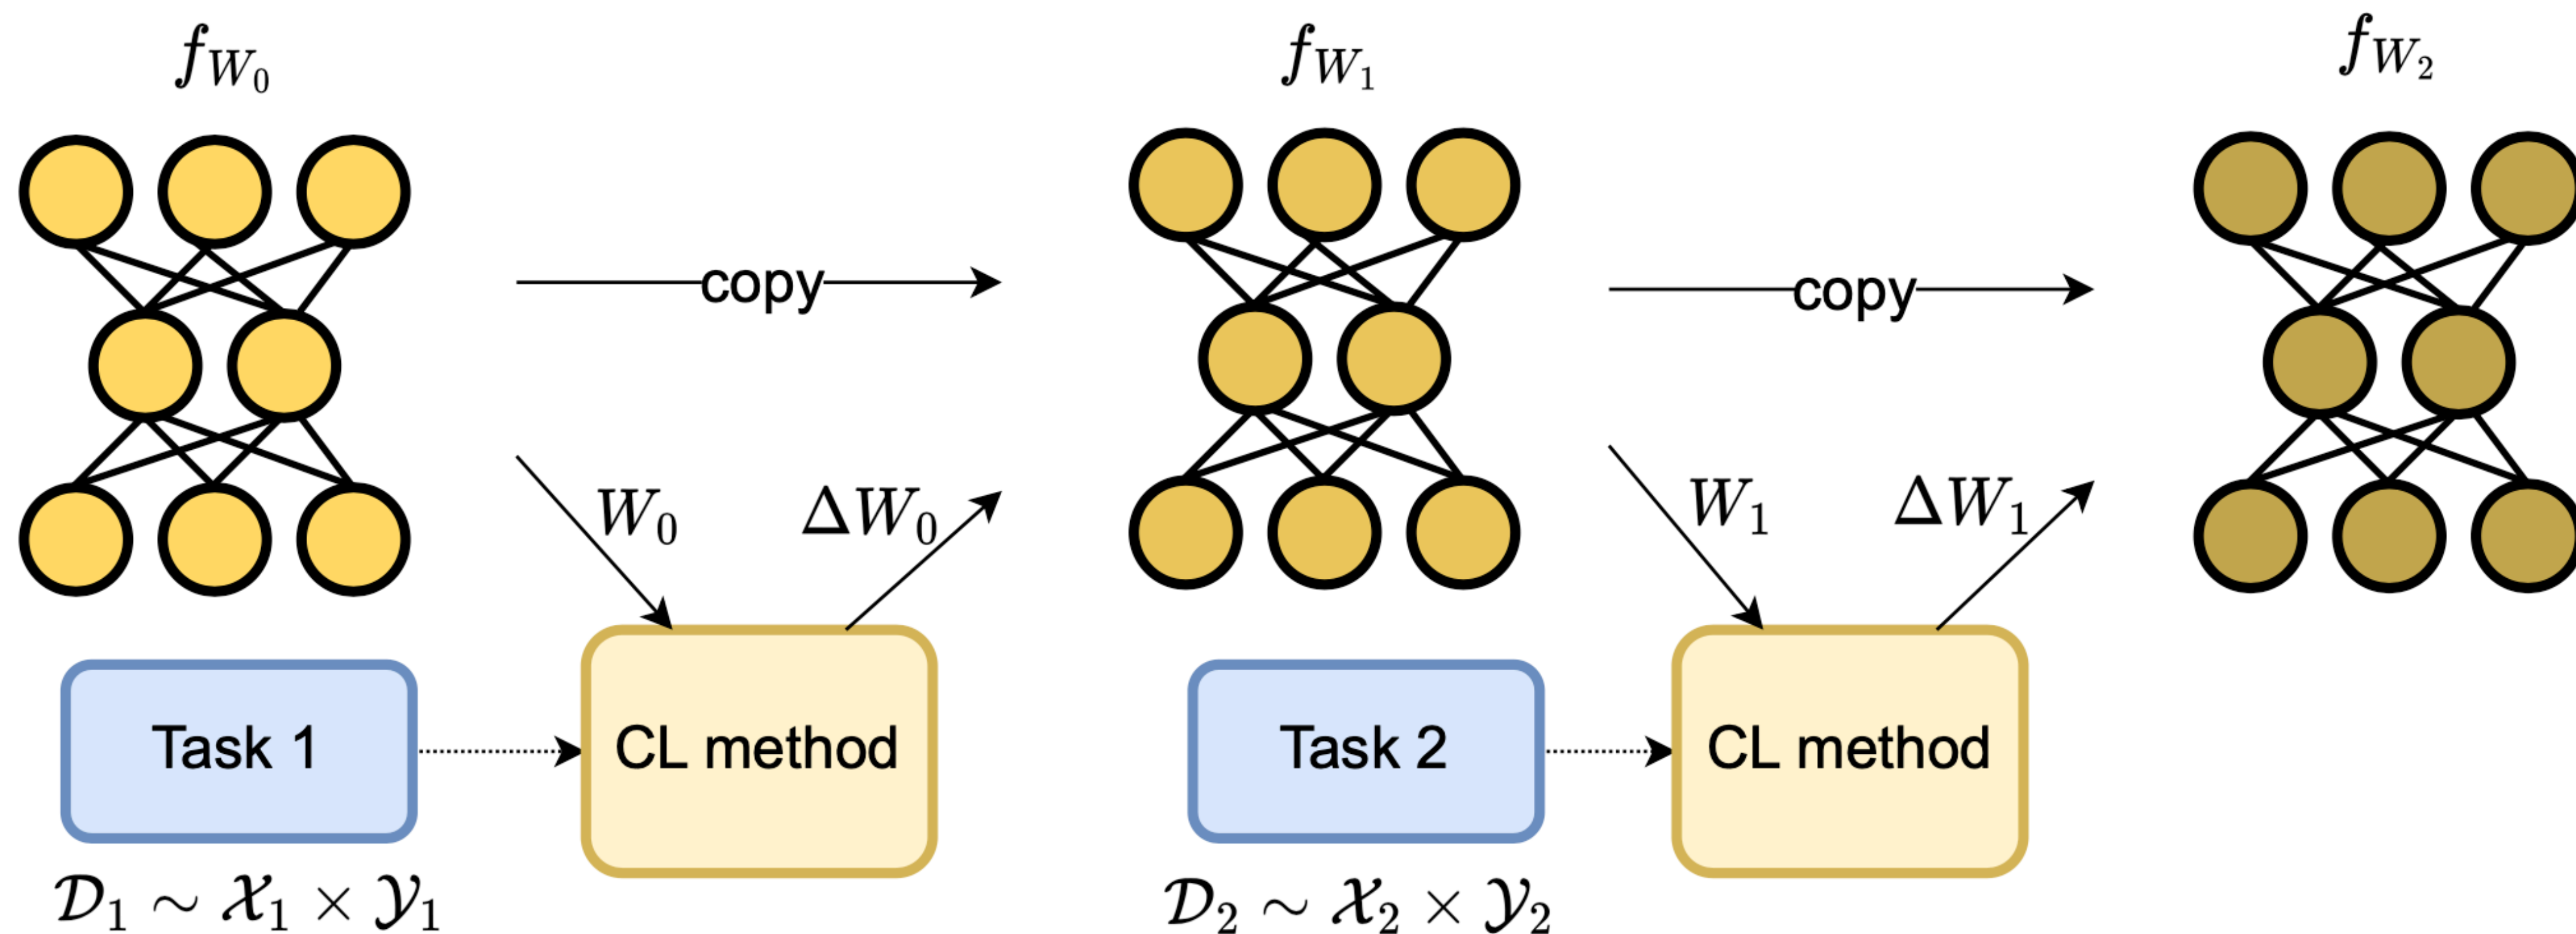 f_{W_0}
f_{W_1}
f_{W_2}
copy
copy
W_0
ΔW_0
W_1
ΔW_1
Task 1
CL method
Task 2
CL method
𝒟_1 ∼ 𝒳_1 × 𝒴_1
𝒟_2 ∼ 𝒳_2 × 𝒴_2